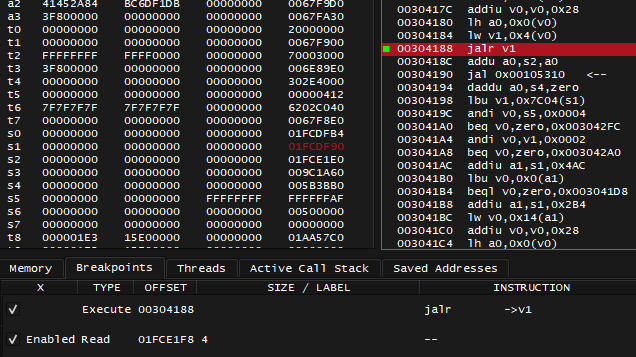 a2 41452A84 BC6DF1DB 00000000 0067F9D0
a3 3F800000 00000000 00000000 0067FA30
t0 00000000 00000000 00000000 20000000
t1 00000000 00000000 00000000 0067F900
t2 FFFFFFFF FFFF0000 00000000 70003000
t3 3F800000 00000000 00000000 006E89E0
t4 00000000 00000000 00000000 302E4000
t5 00000000 00000000 00000000 00000412
t6 7F7F7F7F 7F7F7F7F 00000000 6202C040
t7 00000000 00000000 00000000 0067F8E0
s0 00000000 00000000 00000000 01FCDFB4
s1 00000000 00000000 00000000 01FCDF90
s2 00000000 00000000 00000000 01FCE1E0
s3 00000000 00000000 00000000 009C1A60
s4 00000000 00000000 00000000 005B3BB0
s5 00000000 00000000 FFFFFFFF FFFFFFAF
s6 00000000 00000000 00000000 00500000
s7 00000000 00000000 00000000 00000000
t8 000001E3 15E00000 00000000 01AA57C0
0030417C addiu v0,v0,0x28
00304180 lh a0,0x0(v0)
00304184 lw v1,0x4(v0)
00304188 jalr v1
0030418C addu a0,s2,a0
00304190 jal 0x00105310 <--
00304194 daddu a0,s4,zero
00304198 lbu v1,0x7C04(s1)
0030419C andi v0,s5,0x0004
003041A0 beq v0,zero,0x003042FC
003041A4 andi v0,v1,0x0002
003041A8 beq v0,zero,0x003042A0
003041AC addiu a1,s1,0x4AC
003041B0 lbu v0,0x0(a1)
003041B4 beql v0,zero,0x003041D8
003041B8 addiu a1,s1,0x2B4
003041BC lw v0,0x14(a1)
003041C0 addiu v0,v0,0x28
003041C4 lh a0,0x0(v0)
Memory Breakpoints Threads Active Call Stack Saved Addresses
X TYPE OFFSET SIZE / LABEL INSTRUCTION
Execute 00304188 jalr ->v1
Enabled Read 01FCE1F8 4 --